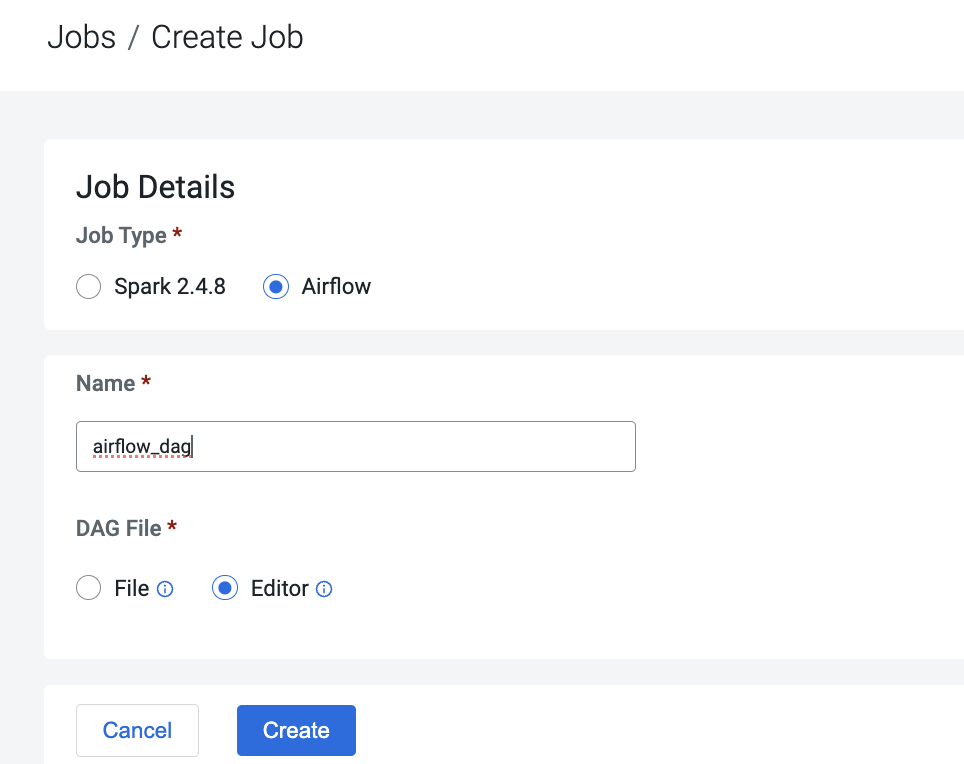 Jobs / Create Job
Job Details
Job Type *
Spark 2.4.8 Airflow
Name *
airflow_dag
DAG File *
File Editor
Cancel Create